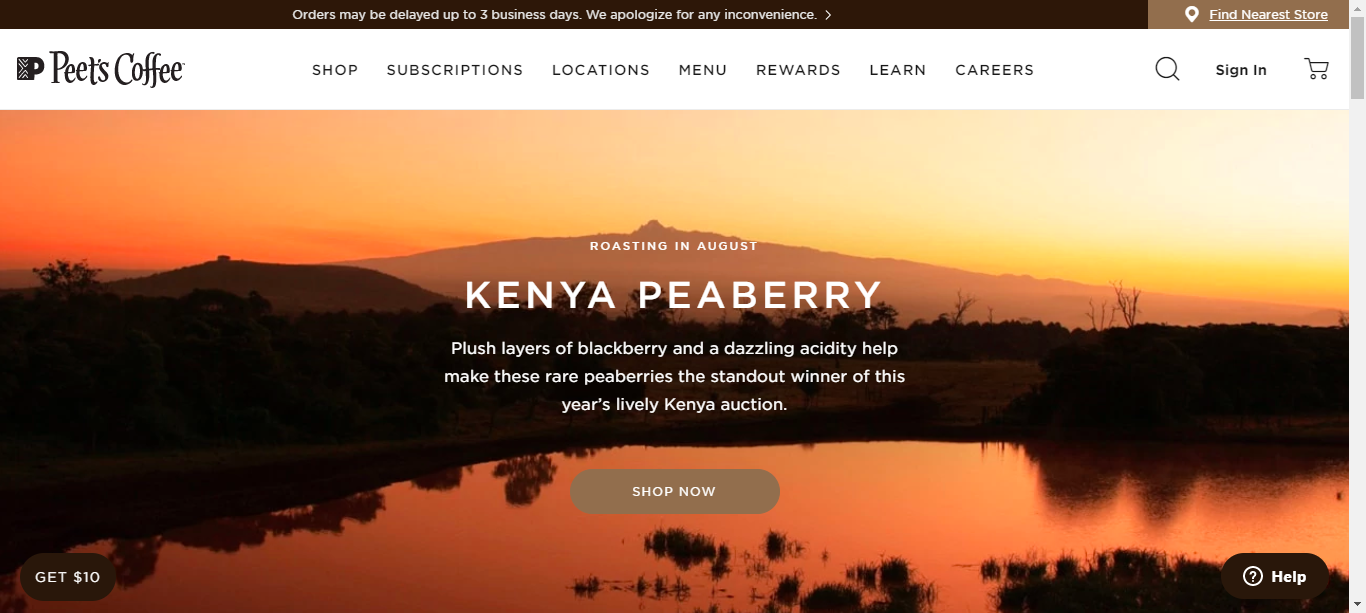 Orders may be delayed up to 3 business days. We apologize for any inconvenience.
Find Nearest Store
Peet's Coffee
SHOP
SUBSCRIPTIONS
LOCATIONS
MENU
REWARDS
LEARN
CAREERS
Sign In
ROASTING IN AUGUST
KENYA PEABERRY
Plush layers of blackberry and a dazzling acidity help
make these rare peaberries the standout winner of this
year’s lively Kenya auction.
SHOP NOW
GET $10
Help